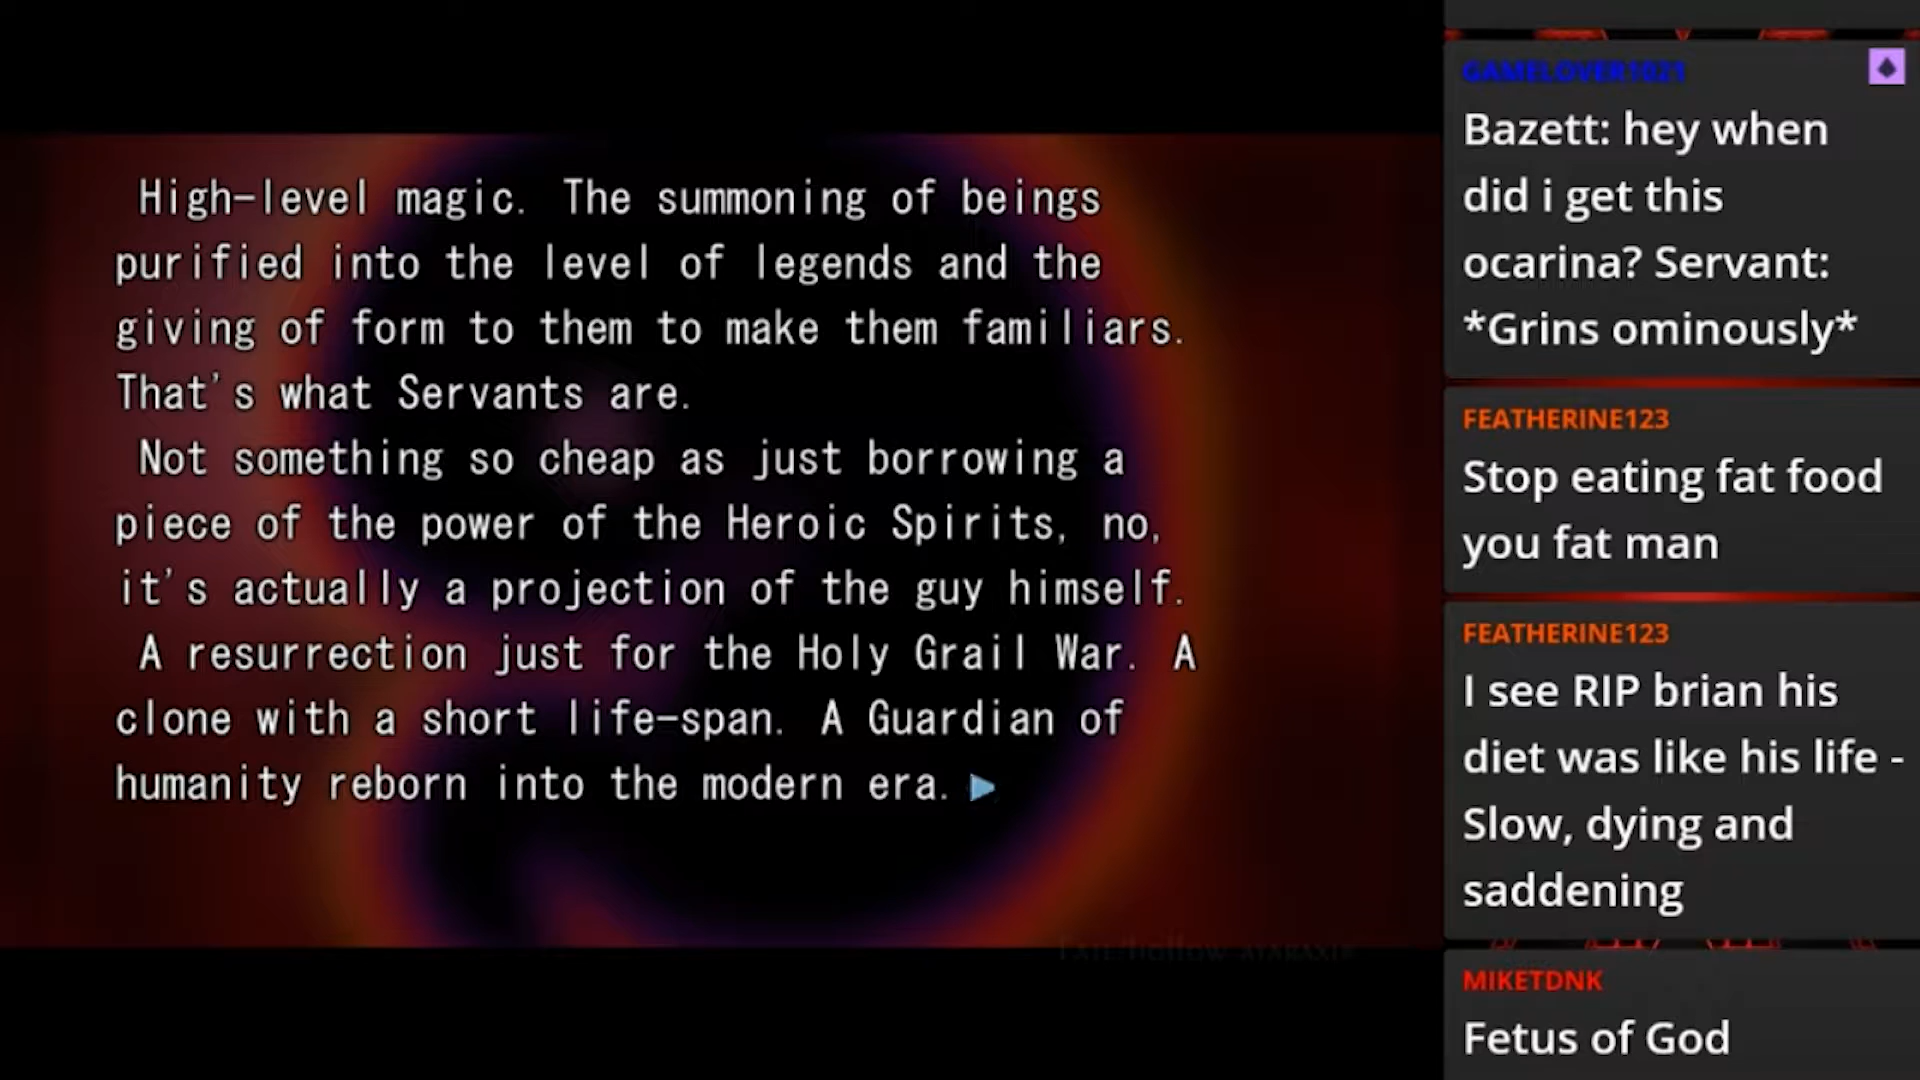 High-level magic. The summoning of beings
purified into the level of legends and the
giving of form to them to make them familiars.
That's what Servants are.
Not something so cheap as just borrowing a
piece of the power of the Heroic Spirits, no,
it's actually a projection of the guy himself.
A resurrection just for the Holy Grail War. A
clone with a short life-span. A Guardian of
humanity reborn into the modern era.
Fate/hollow ataraxia
GAMELOVER1021
Bazett: hey when
did i get this
ocarina? Servant:
*Grins ominously*
FEATHERINE123
Stop eating fat food
you fat man
FEATHERINE123
I see RIP brian his
diet was like his life -
Slow, dying and
saddening
MIKETDNK
Fetus of God